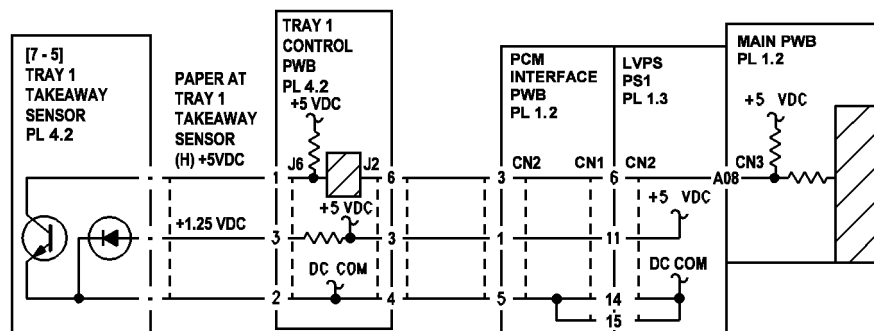 [7 - 5]
TRAY 1
TAKEAWAY
SENSOR
PL 4.2
PAPER AT
TRAY 1
TAKEAWAY
SENSOR
(H) +5VDC
+1.25 VDC
TRAY 1
CONTROL
PWB
PL 4.2
+5 VDC
1 J6 J2 6
+5 VDC
3 3
DC COM
2 4
PCM
INTERFACE
PWB
PL 1.2
3 CN2 CN1 6 CN2
1 11
5 14
15
LVPS
PS1
PL 1.3
+5 VDC
DC COM
MAIN PWB
PL 1.2
+5 VDC
A08 CN3